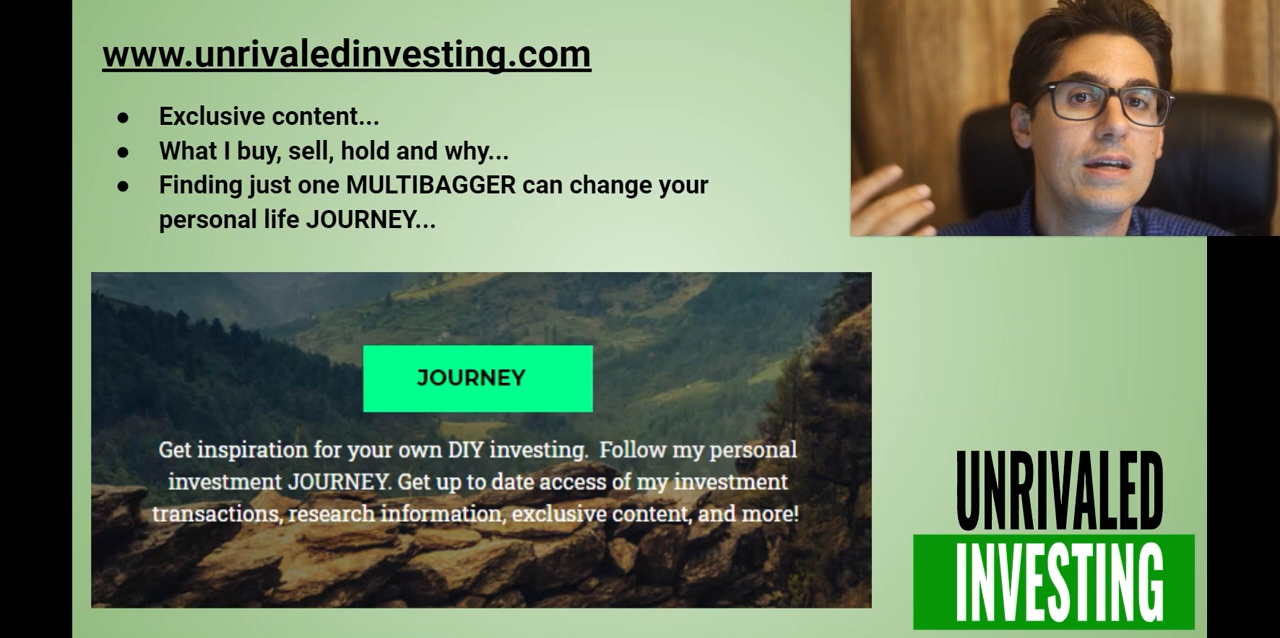 www.unrivaledinvesting.com
● Exclusive content...
● What I buy, sell, hold and why...
● Finding just one MULTIBAGGER can change your
personal life JOURNEY...
JOURNEY
Get inspiration for your own DIY investing. Follow my personal
investment JOURNEY. Get up to date access of my investment
transactions, research information, exclusive content, and more!
UNRIVALED
INVESTING